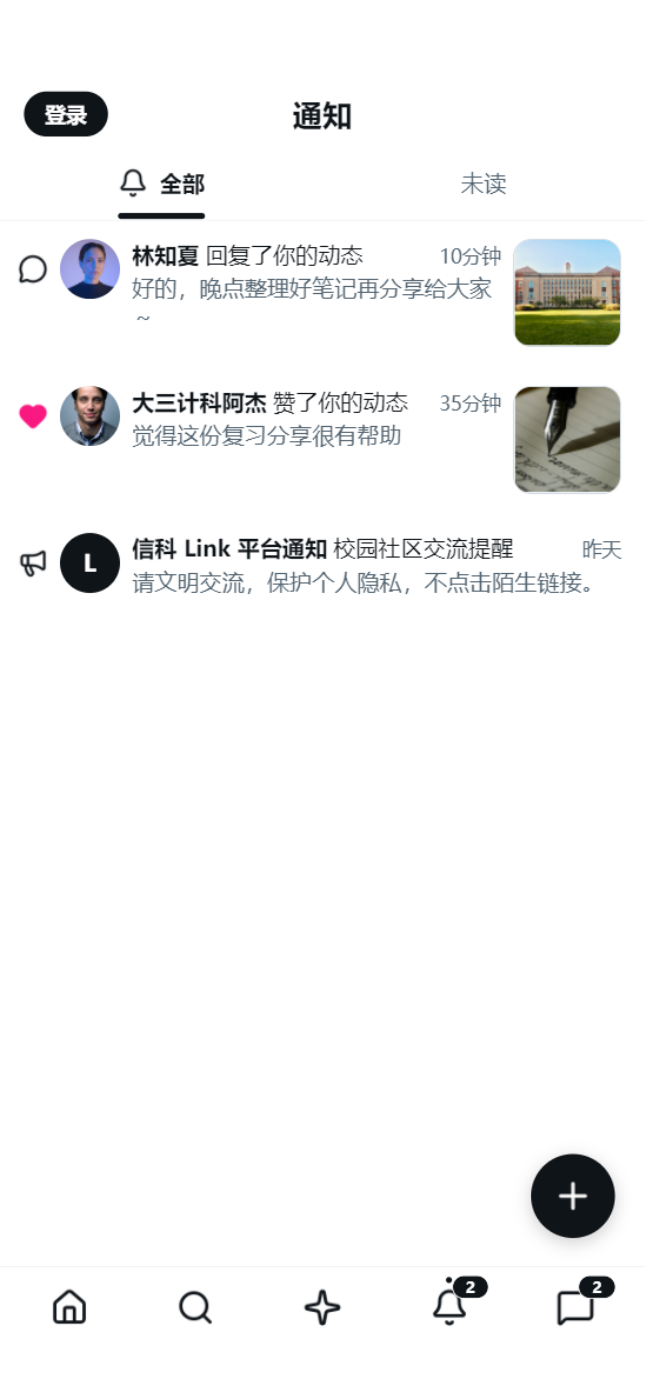 登录
通知
全部
未读
林知夏 回复了你的动态
10分钟
好的，晚点整理好笔记再分享给大家
~
大三计科阿杰 赞了你的动态
35分钟
觉得这份复习分享很有帮助
L
信科 Link 平台通知 校园社区交流提醒
昨天
请文明交流，保护个人隐私，不点击陌生链接。
2
2